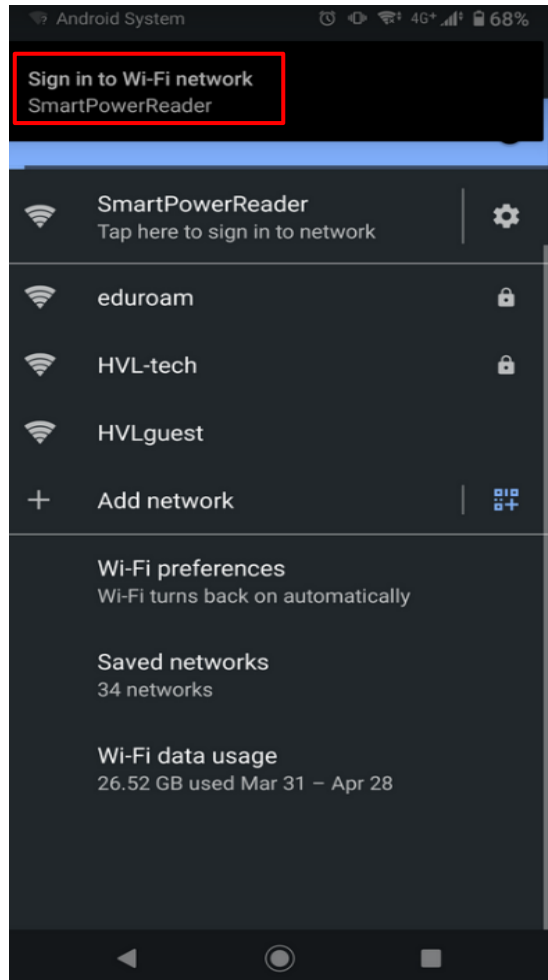 Android System 4G+ 68%
Sign in to Wi-Fi network
SmartPowerReader
SmartPowerReader
Tap here to sign in to network
eduroam
HVL-tech
HVLguest
Add network
Wi-Fi preferences
Wi-Fi turns back on automatically
Saved networks
34 networks
Wi-Fi data usage
26.52 GB used Mar 31 – Apr 28